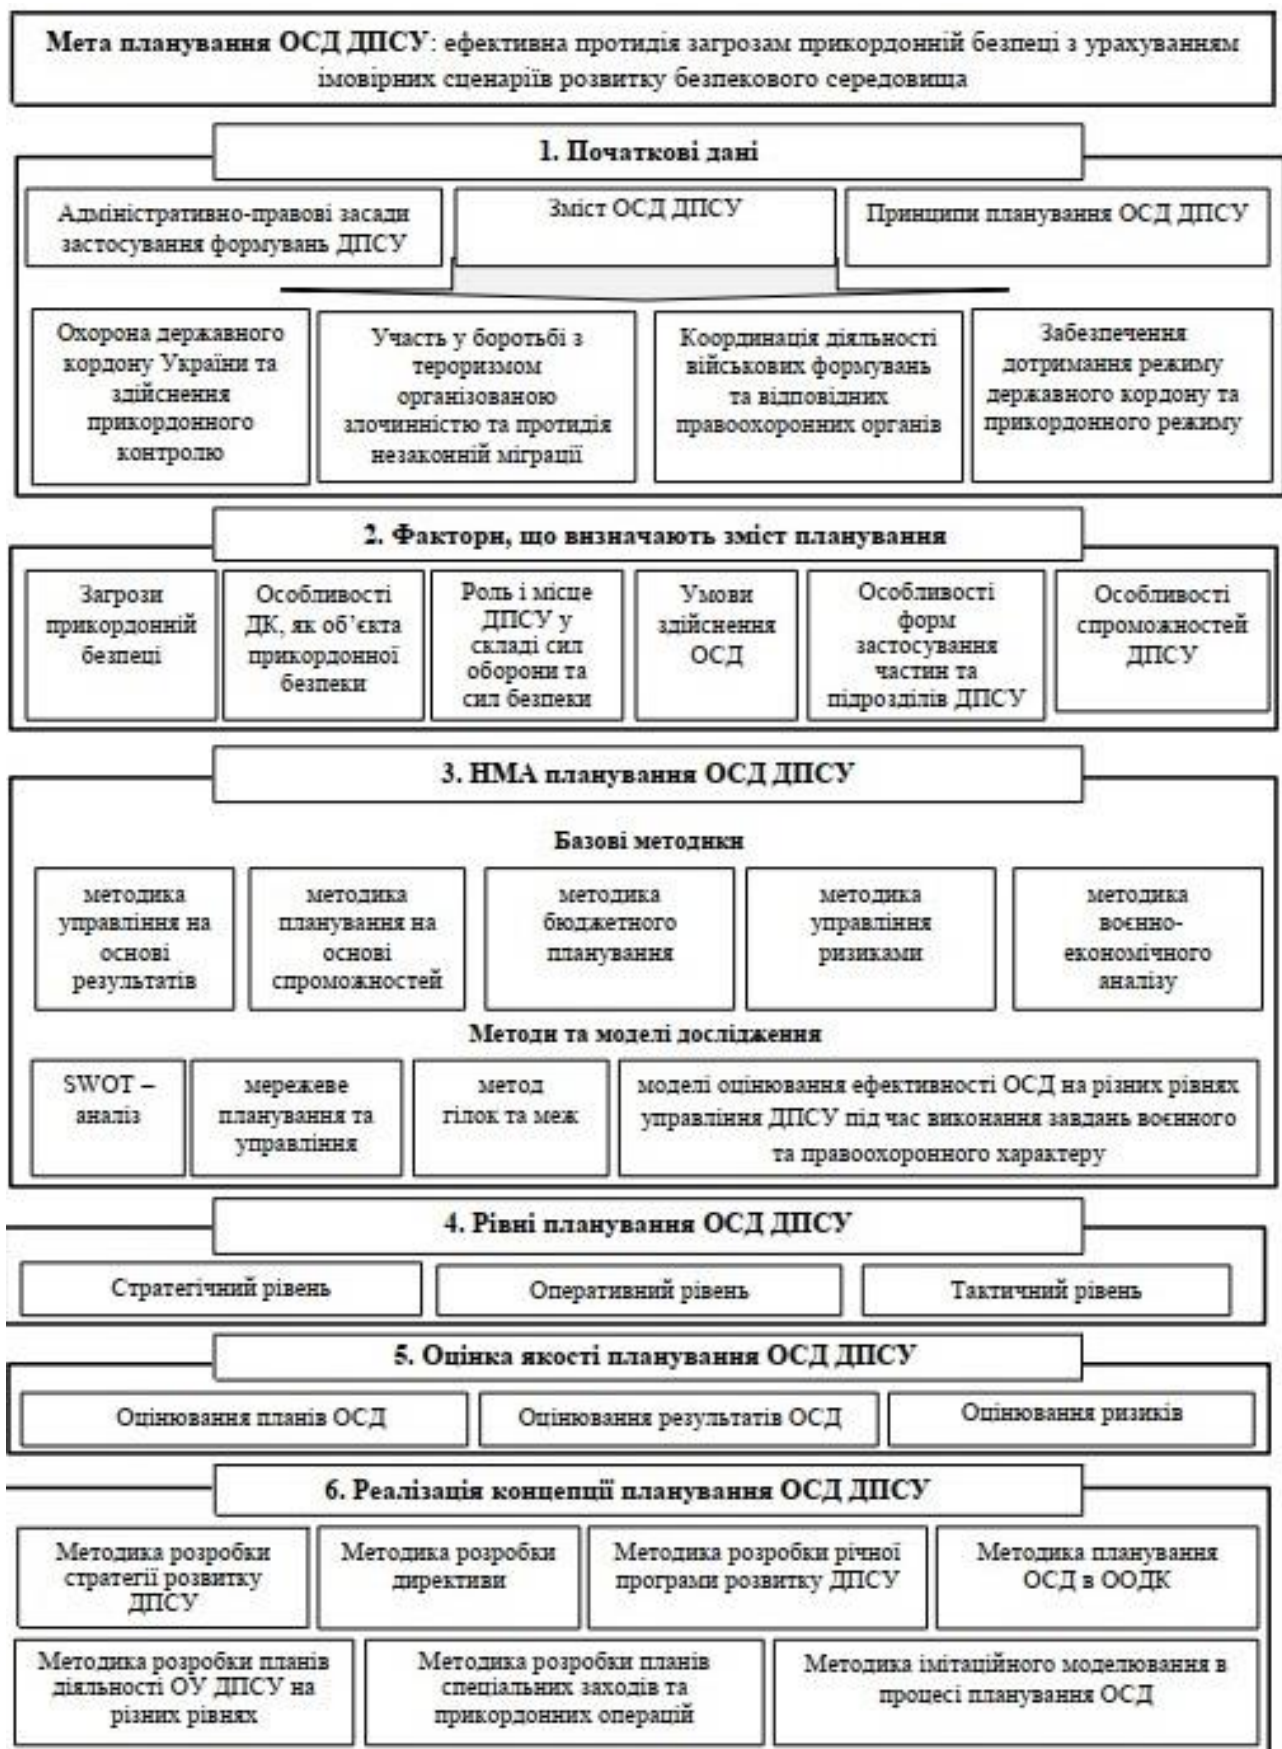 Мета планування ОСД ДПСУ: ефективна протидія загрозам прикордонній безпеці з урахуванням
імовірних сценаріїв розвитку безпекового середовища
1. Початкові дані
Адміністративно-правові засади
застосування формувань ДПСУ
Зміст ОСД ДПСУ
Принципи планування ОСД ДПСУ
Охорона державного
кордону України та
здійснення
прикордонного
контролю
Участь у боротьбі з
тероризмом
організованою
злочинністю та протидія
незаконній міграції
Координація діяльності
військових формувань
та відповідних
правоохоронних органів
Забезпечення
дотримання режиму
державного кордону та
прикордонного режиму
2. Фактори, що визначають зміст планування
Загрози
прикордонній
безпеці
Особливості
ДК, як об’єкта
прикордонної
безпеки
Роль і місце
ДПСУ у
складі сил
оборони та
сил безпеки
Умови
здійснення
ОСД
Особливості
форм
застосування
частин та
підрозділів ДПСУ
Особливості
спроможностей
ДПСУ
3. НМА планування ОСД ДПСУ
Базові методики
методика
управління на
основі
результатів
методика
планування на
основі
спроможностей
методика
бюджетного
планування
методика
управління
ризиками
методика
воєнно-
економічного
аналізу
Методи та моделі дослідження
SWOT –
аналіз
мережеве
планування та
управління
метод
гілок та меж
моделі оцінювання ефективності ОСД на різних рівнях
управління ДПСУ під час виконання завдань воєнного
та правоохоронного характеру
4. Рівні планування ОСД ДПСУ
Стратегічний рівень
Оперативний рівень
Тактичний рівень
5. Оцінка якості планування ОСД ДПСУ
Оцінювання планів ОСД
Оцінювання результатів ОСД
Оцінювання ризиків
6. Реалізація концепції планування ОСД ДПСУ
Методика розробки
стратегії розвитку
ДПСУ
Методика розробки
директиви
Методика розробки річної
програми розвитку ДПСУ
Методика планування
ОСД в ООДК
Методика розробки планів
діяльності ОУ ДПСУ на
різних рівнях
Методика розробки планів
спеціальних заходів та
прикордонних операцій
Методика імітаційного моделювання в
процесі планування ОСД